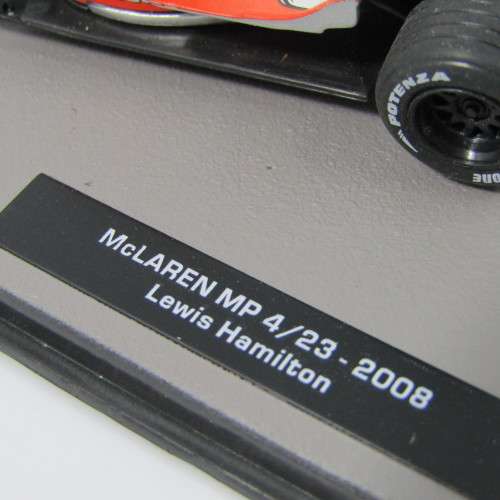 POTENZA
McLAREN MP 4/23 - 2008
Lewis Hamilton